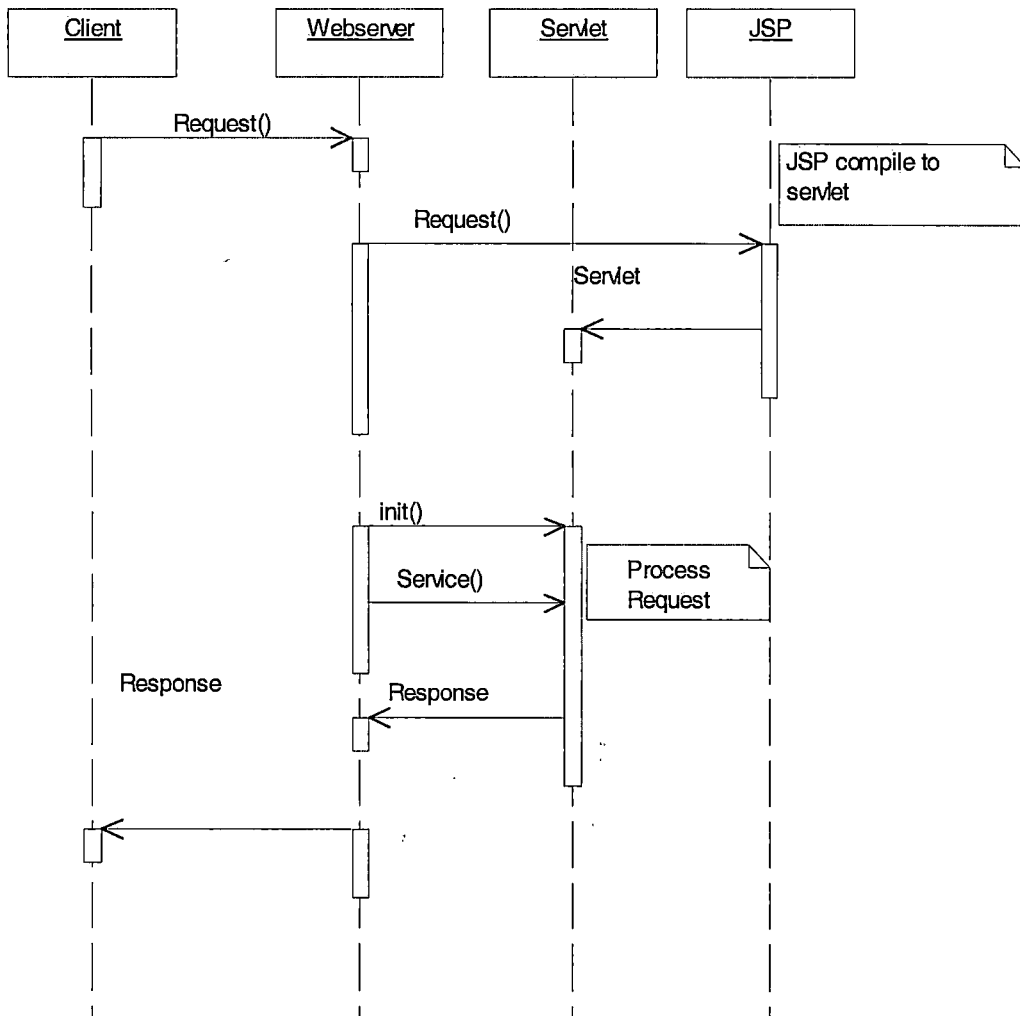 Client
Webserver
Servlet
JSP
Request()
JSP compile to
servlet
Request()
Servlet
init()
Service()
Process
Request
Response
Response